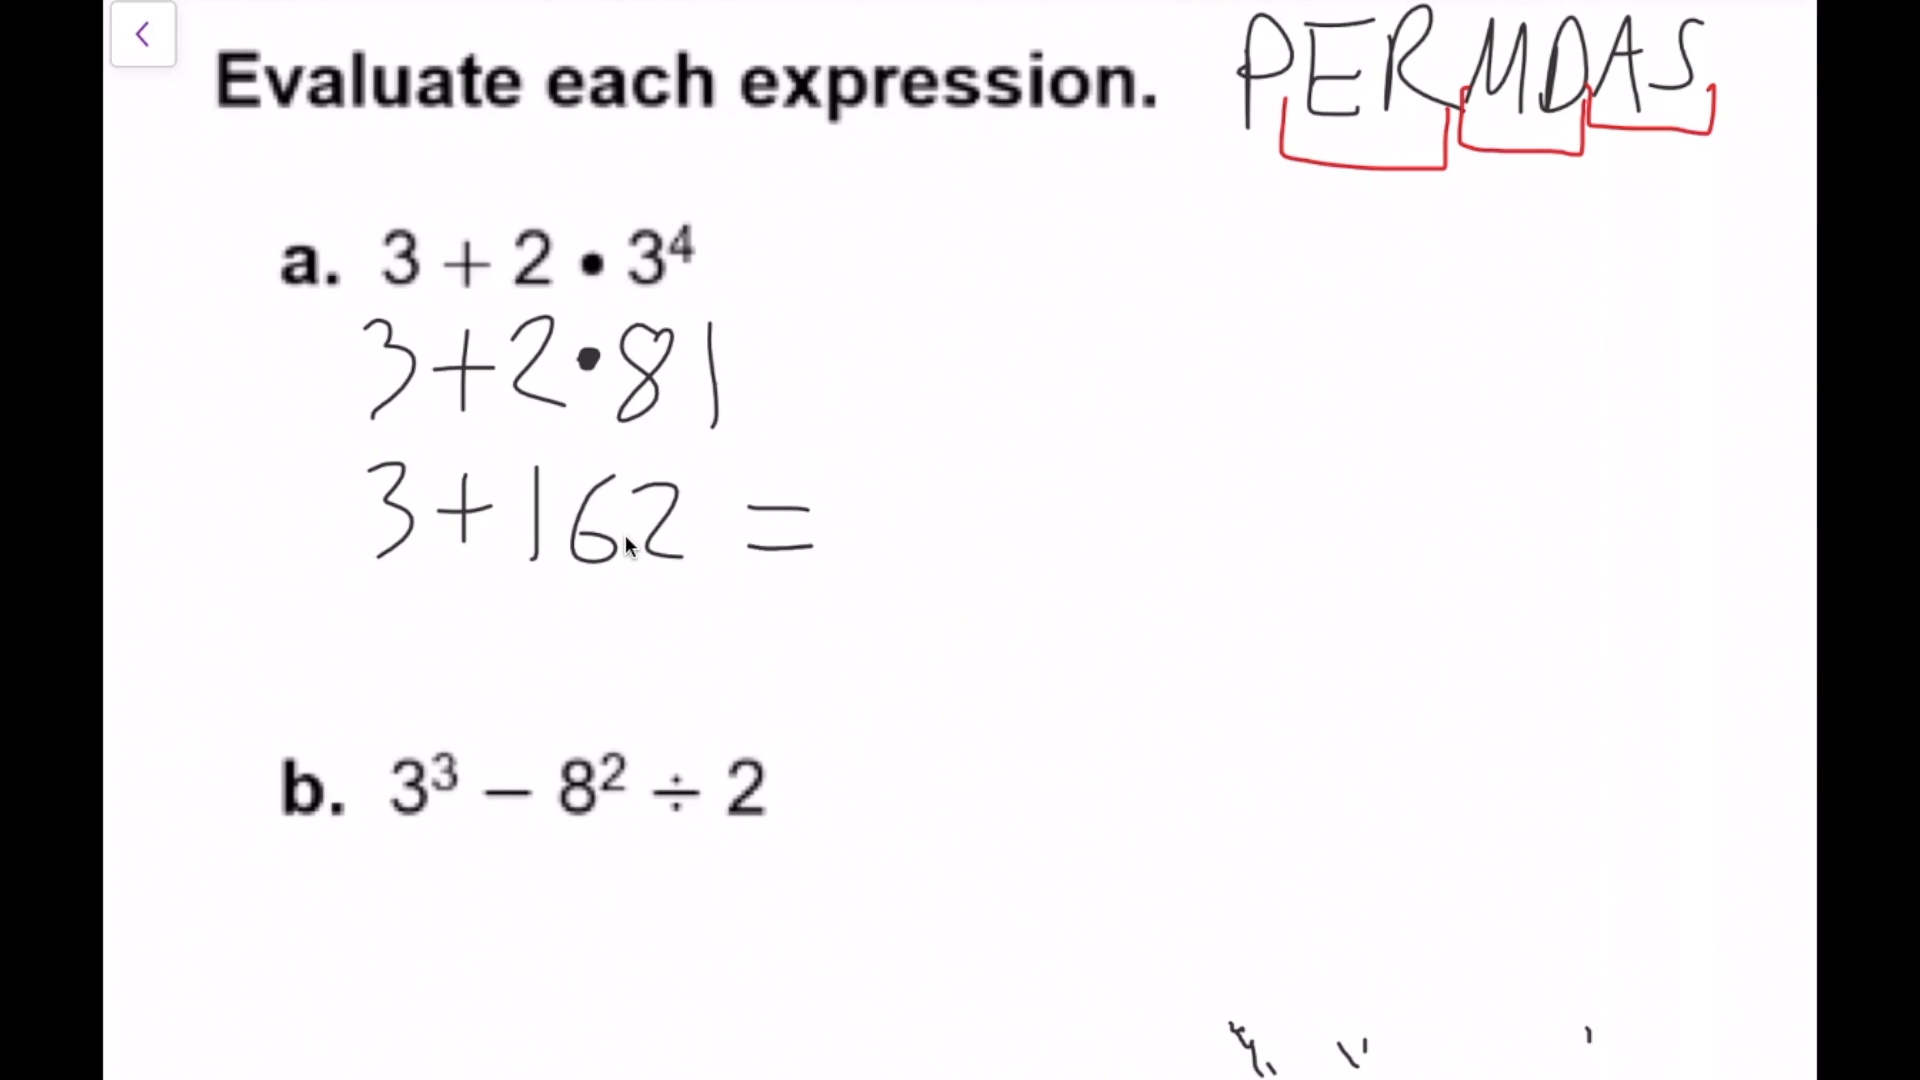 Evaluate each expression. PERMDAS
a. 3 + 2 • 3⁴
3+2•81
3+162 =
b. 3³ − 8² ÷ 2